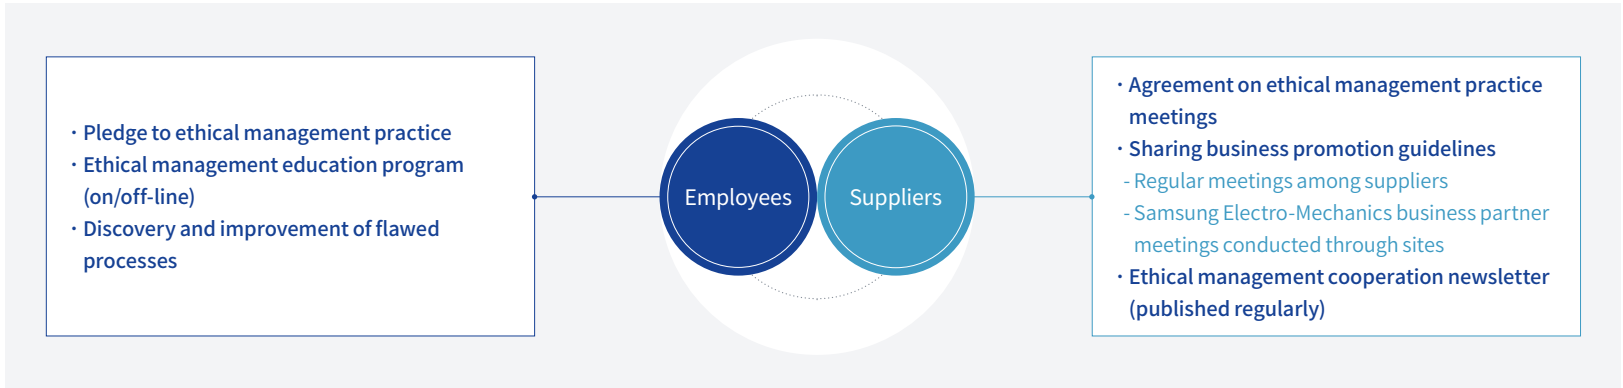 · Pledge to ethical management practice
· Ethical management education program
(on/off-line)
· Discovery and improvement of flawed
processes
Employees
Suppliers
· Agreement on ethical management practice
meetings
· Sharing business promotion guidelines
- Regular meetings among suppliers
- Samsung Electro-Mechanics business partner
meetings conducted through sites
· Ethical management cooperation newsletter
(published regularly)